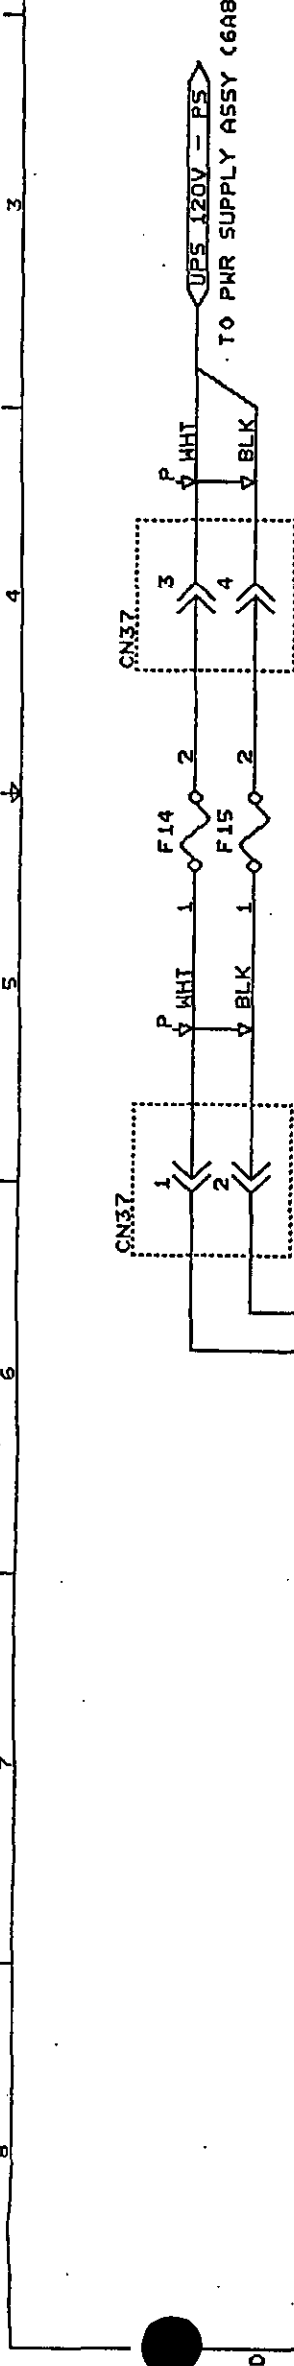 8
7
6
5
4
3
D
CN37
1
2
P
WHT
BLK
1
F14
2
1
F15
2
CN37
3
4
P
WHT
BLK
UPS 120V - PS
TO PWR SUPPLY ASSY (6A8